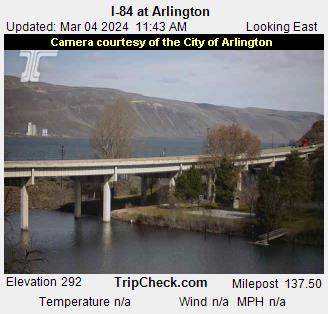 I-84 at Arlington
Updated: Mar 04 2024 11:43 AM Looking East
Camera courtesy of the City of Arlington
Elevation 292 TripCheck.com Milepost 137.50
Temperature n/a Wind n/a MPH n/a